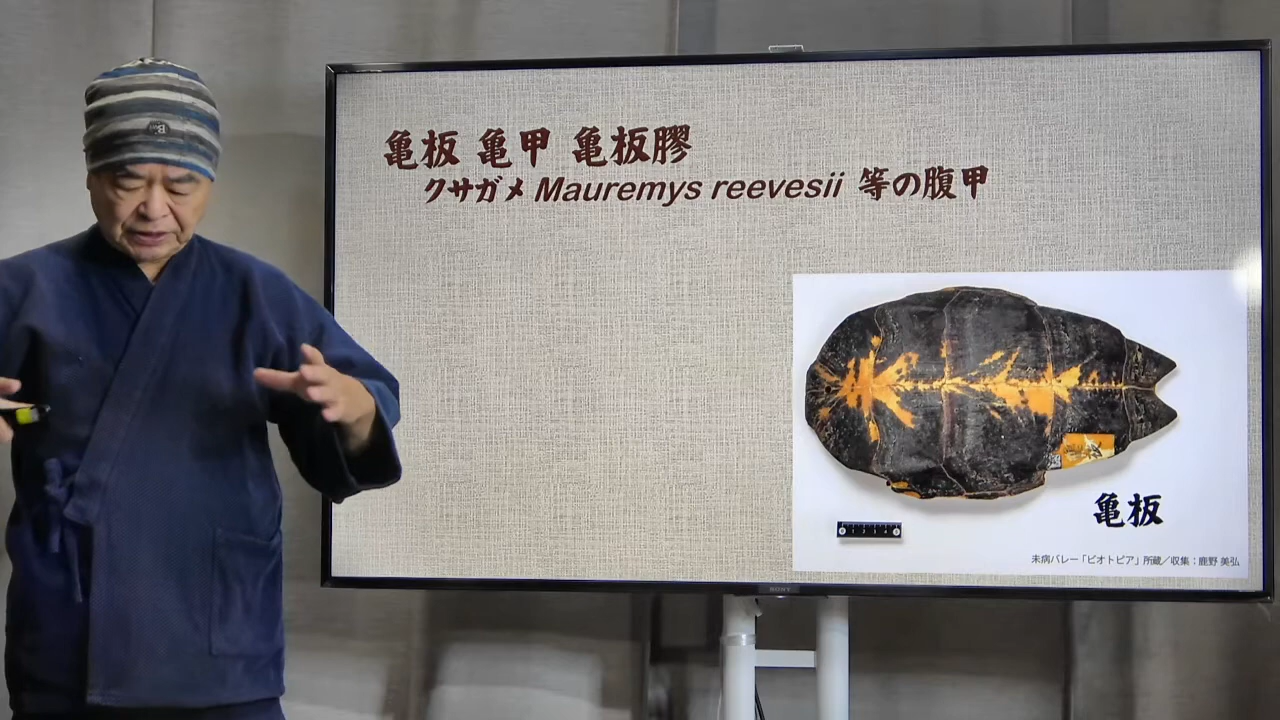 亀板 亀甲 亀板膠
クサガメ Mauremys reevesii 等の腹甲
亀板
未病バレー「ビオトピア」所蔵／収集：鹿野 美弘
SONY